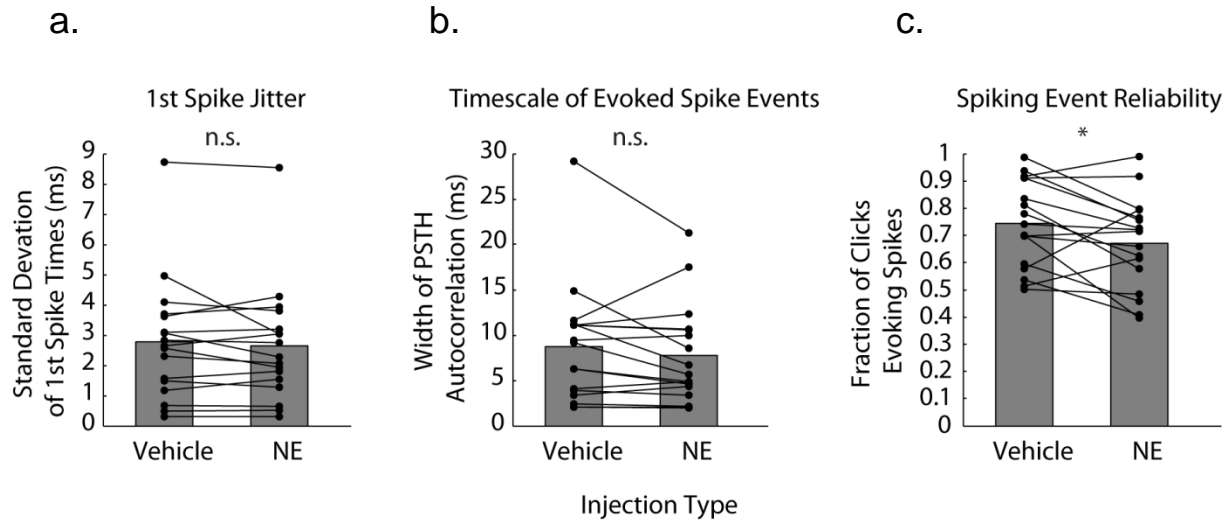 a.
b.
c.
1st Spike Jitter
Timescale of Evoked Spike Events
Spiking Event Reliability
n.s.
n.s.
*
Standard Devation
of 1st Spike Times (ms)
9
8
7
6
5
4
3
2
1
0
Vehicle
NE
Width of PSTH
Autocorrelation (ms)
30
25
20
15
10
5
0
Vehicle
NE
Fraction of Clicks
Evoking Spikes
1
0.9
0.8
0.7
0.6
0.5
0.4
0.3
0.2
0.1
0
Vehicle
NE
Injection Type